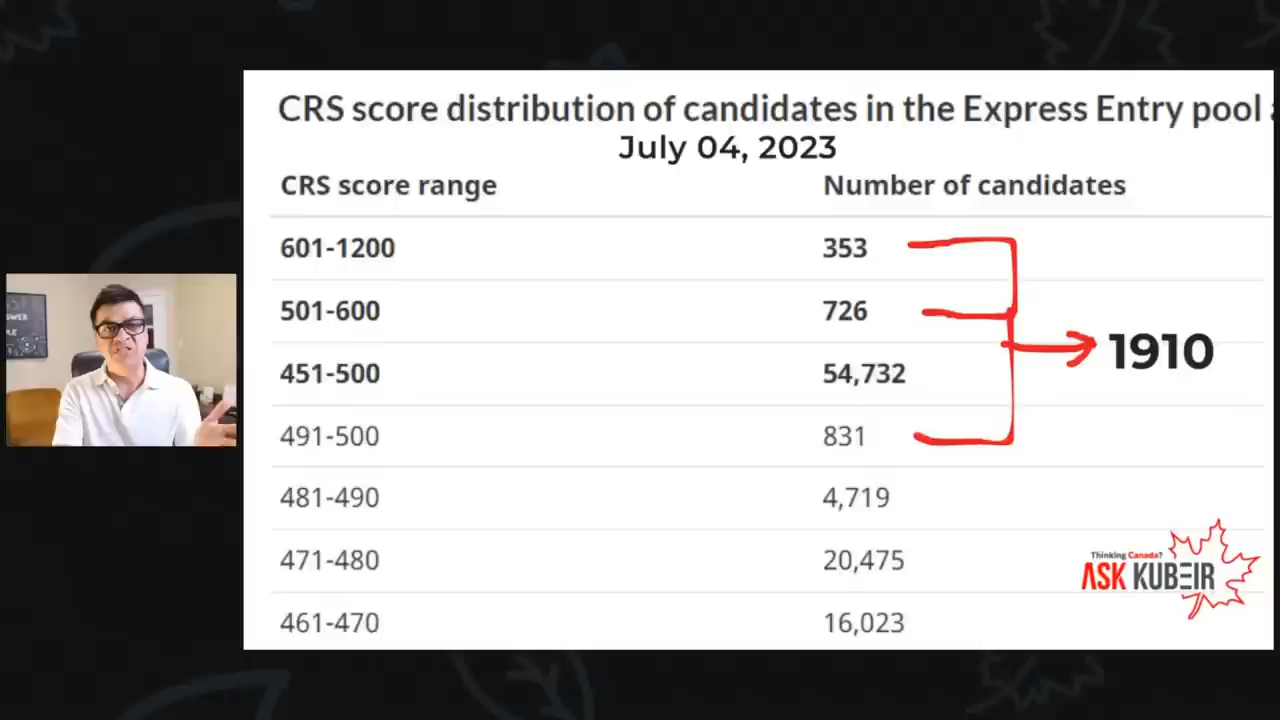 CRS score distribution of candidates in the Express Entry pool
July 04, 2023
CRS score range Number of candidates
601-1200 353
501-600 726
451-500 54,732
491-500 831
481-490 4,719
471-480 20,475
461-470 16,023
1910
Thinking Canada?
ASK KUBEIR